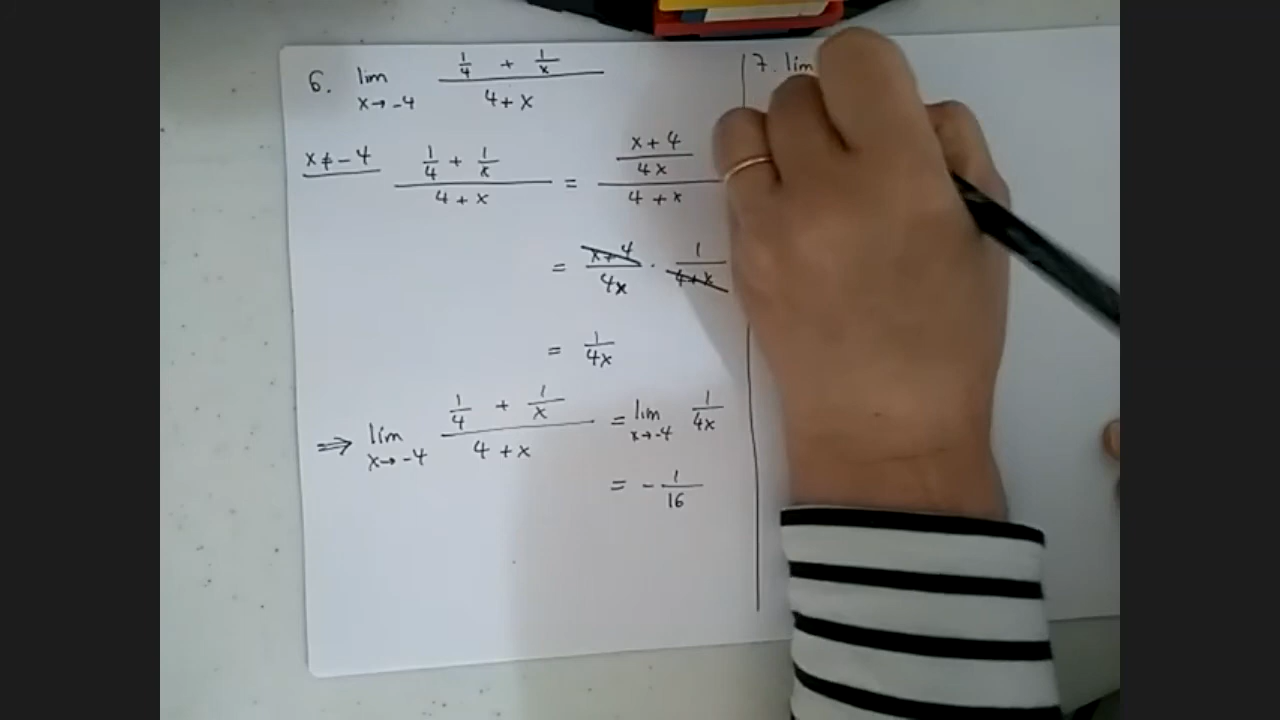 6. lim x→-4 (1/4 + 1/x)/(4+x)
x≠-4 (1/4 + 1/x)/(4+x) = ((x+4)/(4x))/(4+x)
= (x+4)/(4x) · 1/(4+x)
= 1/(4x)
⇒ lim x→-4 (1/4 + 1/x)/(4+x) = lim x→-4 1/(4x)
= -1/16
7. lim